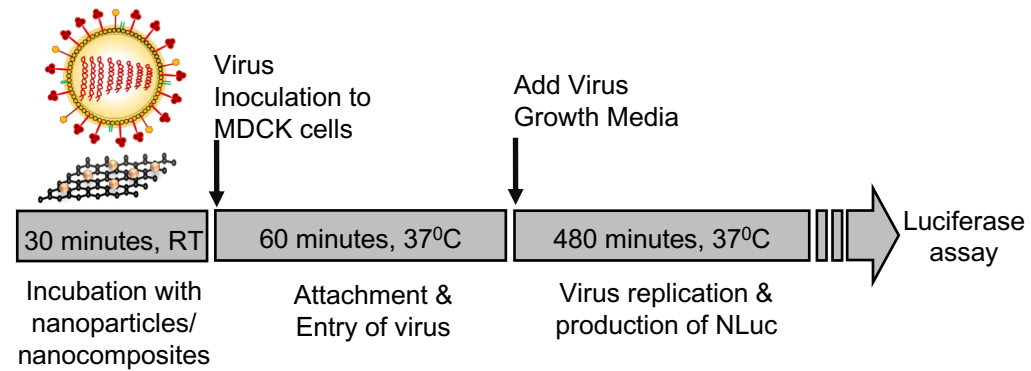 Virus
Inoculation to
MDCK cells
Add Virus
Growth Media
30 minutes, RT
60 minutes, 37⁰C
480 minutes, 37⁰C
Luciferase
assay
Incubation with
nanoparticles/
nanocomposites
Attachment &
Entry of virus
Virus replication &
production of NLuc